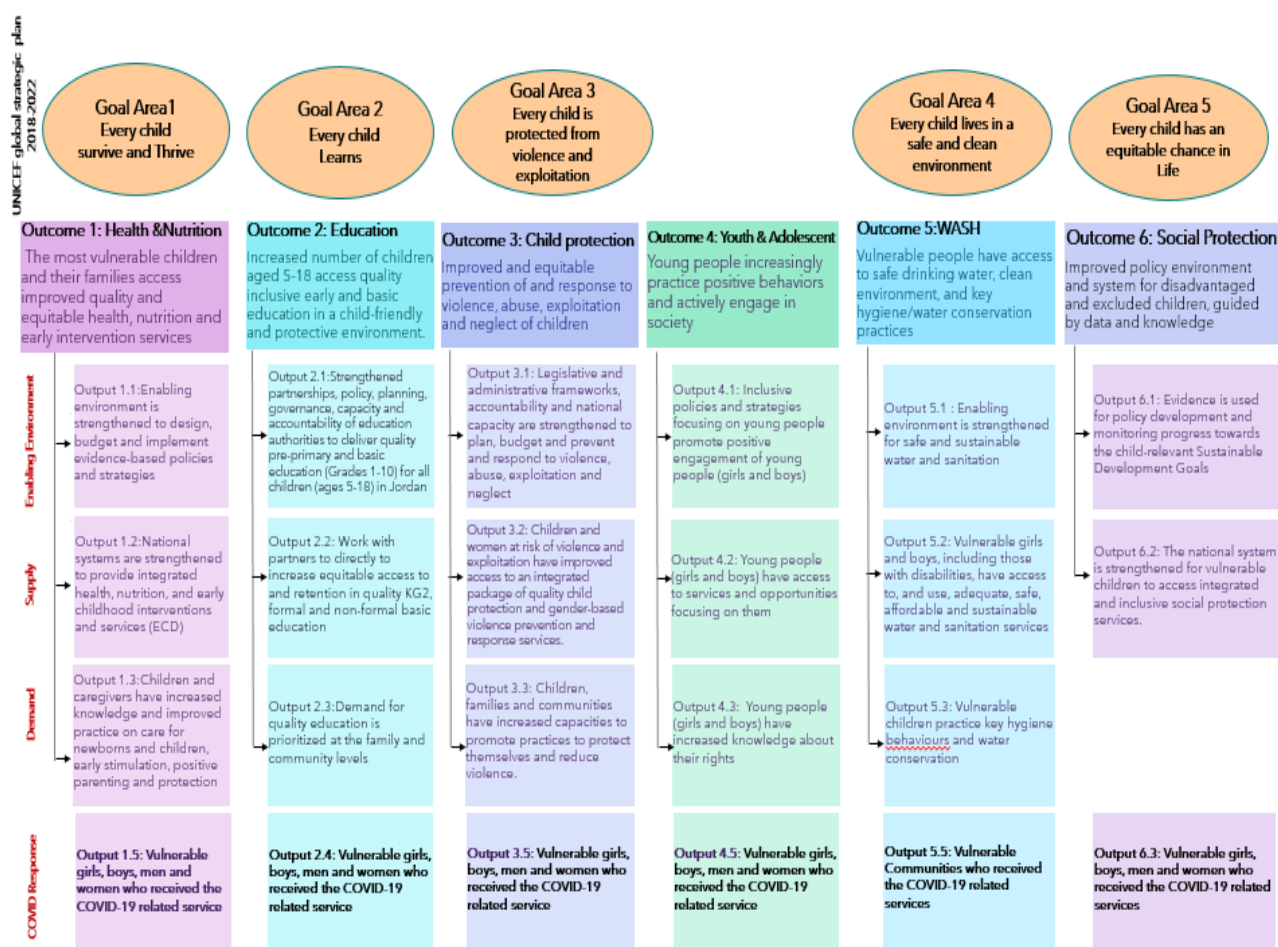 UNICEF global strategic plan
2018-2022
Goal Area1
Every child
survive and Thrive
Goal Area 2
Every child
Learns
Goal Area 3
Every child is
protected from
violence and
exploitation
Goal Area 4
Every child lives in a
safe and clean
environment
Goal Area 5
Every child has an
equitable chance in
Life
Outcome 1: Health &Nutrition
The most vulnerable children
and their families access
improved quality and
equitable health, nutrition and
early intervention services
Outcome 2: Education
Increased number of children
aged 5-18 access quality
inclusive early and basic
education in a child-friendly
and protective environment.
Outcome 3: Child protection
Improved and equitable
prevention of and response to
violence, abuse, exploitation
and neglect of children
Outcome 4: Youth & Adolescent
Young people increasingly
practice positive behaviors
and actively engage in
society
Outcome 5:WASH
Vulnerable people have access
to safe drinking water, clean
environment, and key
hygiene/water conservation
practices
Outcome 6: Social Protection
Improved policy environment
and system for disadvantaged
and excluded children, guided
by data and knowledge
Enabling Environment
Output 1.1:Enabling
environment is
strengthened to design,
budget and implement
evidence-based policies
and strategies
Output 2.1:Strengthened
partnerships, policy, planning,
governance, capacity and
accountability of education
authorities to deliver quality
pre-primary and basic
education (Grades 1-10) for all
children (ages 5-18) in Jordan
Output 3.1: Legislative and
administrative frameworks,
accountability and national
capacity are strengthened to
plan, budget and prevent
and respond to violence,
abuse, exploitation and
neglect
Output 4.1: Inclusive
policies and strategies
focusing on young people
promote positive
engagement of young
people (girls and boys)
Output 5.1 : Enabling
environment is strengthened
for safe and sustainable
water and sanitation
Output 6.1: Evidence is used
for policy development and
monitoring progress towards
the child-relevant Sustainable
Development Goals
Supply
Output 1.2:National
systems are strengthened
to provide integrated
health, nutrition, and early
childhood interventions
and services (ECD)
Output 2.2: Work with
partners to directly to
increase equitable access to
and retention in quality KG2,
formal and non-formal basic
education
Output 3.2: Children and
women at risk of violence and
exploitation have improved
access to an integrated
package of quality child
protection and gender-based
violence prevention and
response services.
Output 4.2: Young people
(girls and boys) have access
to services and opportunities
focusing on them
Output 5.2: Vulnerable girls
and boys, including those
with disabilities, have access
to, and use, adequate, safe,
affordable and sustainable
water and sanitation services
Output 6.2: The national system
is strengthened for vulnerable
children to access integrated
and inclusive social protection
services.
Demand
Output 1.3:Children and
caregivers have increased
knowledge and improved
practice on care for
newborns and children,
early stimulation, positive
parenting and protection
Output 2.3:Demand for
quality education is
prioritized at the family and
community levels
Output 3.3: Children,
families and communities
have increased capacities to
promote practices to protect
themselves and reduce
violence.
Output 4.3: Young people
(girls and boys) have
increased knowledge about
their rights
Output 5.3: Vulnerable
children practice key hygiene
behaviours and water
conservation
COVID Response
Output 1.5: Vulnerable
girls, boys, men and
women who received the
COVID-19 related service
Output 2.4: Vulnerable girls,
boys, men and women who
received the COVID-19
related service
Output 3.5: Vulnerable girls,
boys, men and women who
received the COVID-19
related service
Output 4.5: Vulnerable girls,
boys, men and women who
received the COVID-19
related service
Output 5.5: Vulnerable
Communities who received
the COVID-19 related
services
Output 6.3: Vulnerable girls,
boys, men and women who
received the COVID-19 related
services